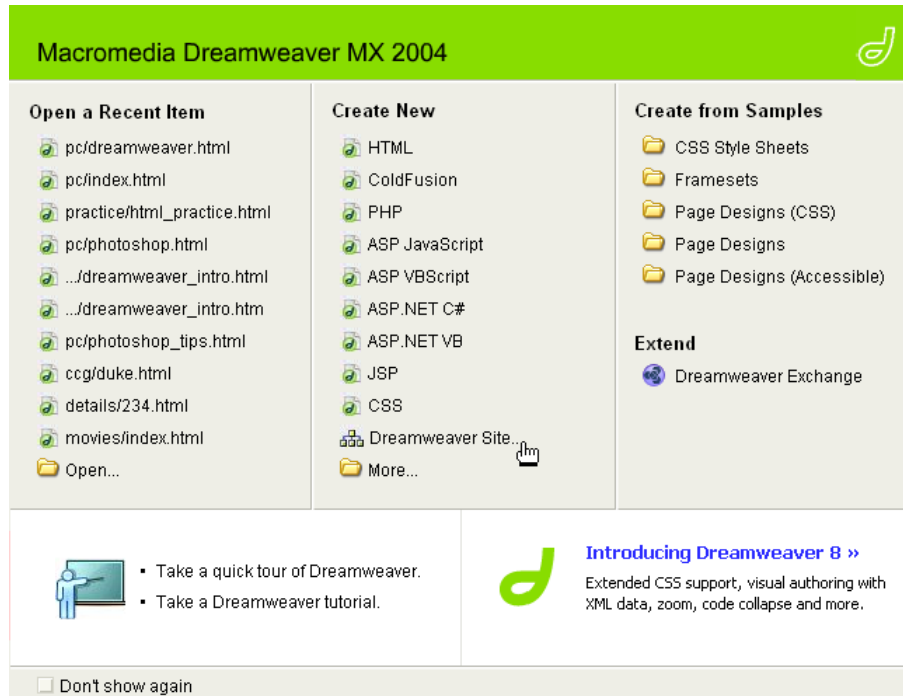 Macromedia Dreamweaver MX 2004
Open a Recent Item
pc/dreamweaver.html
pc/index.html
practice/html_practice.html
pc/photoshop.html
.../dreamweaver_intro.html
.../dreamweaver_intro.htm
pc/photoshop_tips.html
ccg/duke.html
details/234.html
movies/index.html
Open...
Create New
HTML
ColdFusion
PHP
ASP JavaScript
ASP VBScript
ASP.NET C#
ASP.NET VB
JSP
CSS
Dreamweaver Site...
More...
Create from Samples
CSS Style Sheets
Framesets
Page Designs (CSS)
Page Designs
Page Designs (Accessible)
Extend
Dreamweaver Exchange
• Take a quick tour of Dreamweaver.
• Take a Dreamweaver tutorial.
Introducing Dreamweaver 8 »
Extended CSS support, visual authoring with
XML data, zoom, code collapse and more.
Don't show again